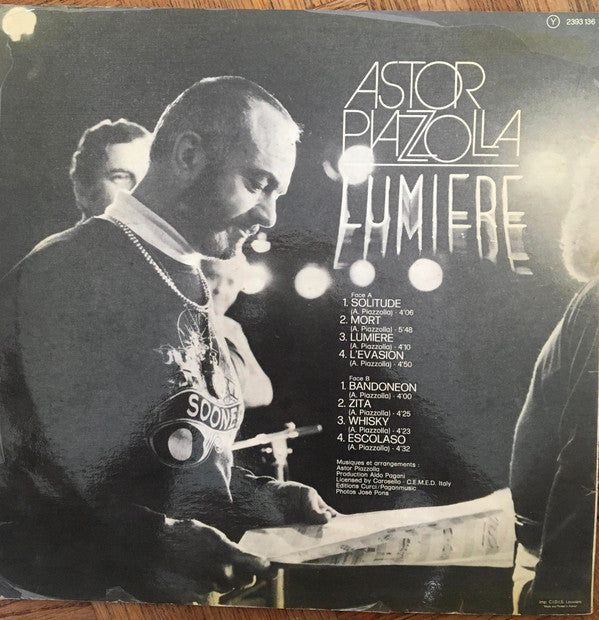 Y 2393 136
ASTOR
PIAZZOLLA
LUMIERE
Face A
1. SOLITUDE
(A. Piazzolla) - 4'06
2. MORT
(A. Piazzolla) - 5'48
3. LUMIERE
(A. Piazzolla) - 4'10
4. L'EVASION
(A. Piazzolla) - 4'50
Face B
1. BANDONEON
(A. Piazzolla) - 4'00
2. ZITA
(A. Piazzolla) - 4'25
3. WHISKY
(A. Piazzolla) - 4'23
4. ESCOLASO
(A. Piazzolla) - 4'32
Musiques et arrangements :
Astor Piazzolla
Production Aldo Pagani
Licensed by Carosello - C.E.M.E.D. Italy
Editions Curci/Paganmusic
Photos José Pons
SOONE